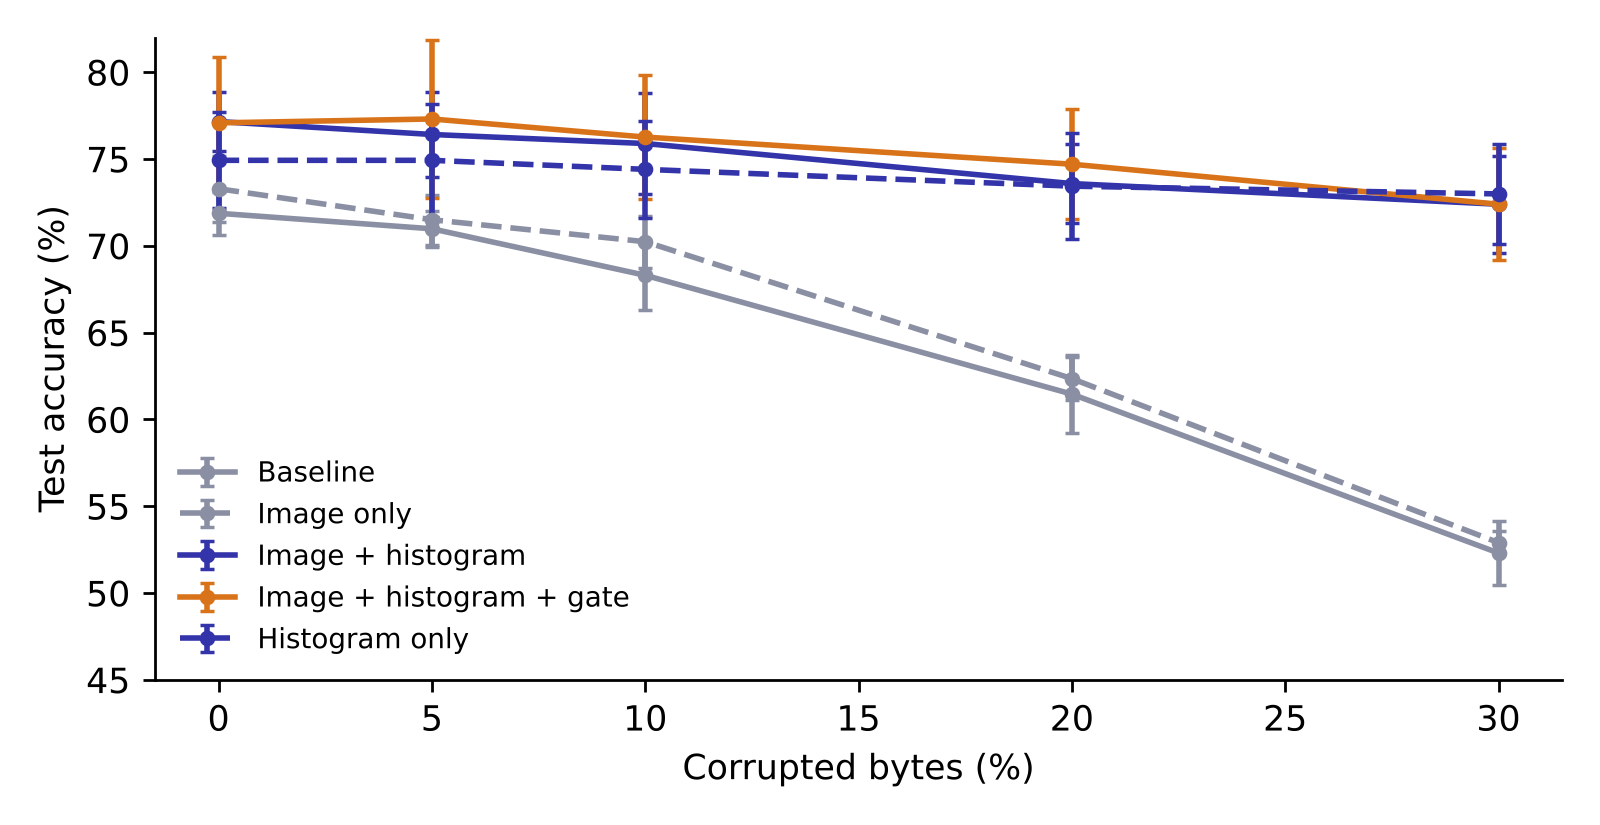 80
75
70
65
60
55
50
45
Test accuracy (%)
Baseline
Image only
Image + histogram
Image + histogram + gate
Histogram only
0 5 10 15 20 25 30
Corrupted bytes (%)